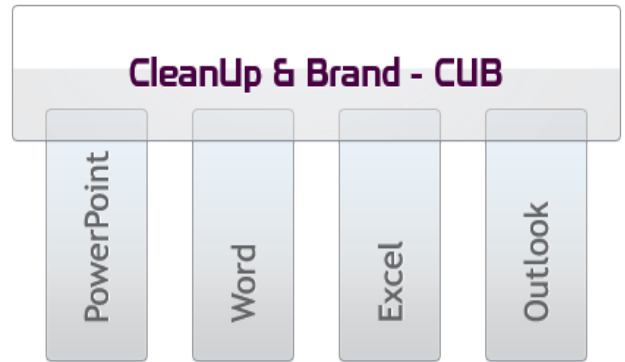 CleanUp & Brand - CUB
PowerPoint
Word
Excel
Outlook